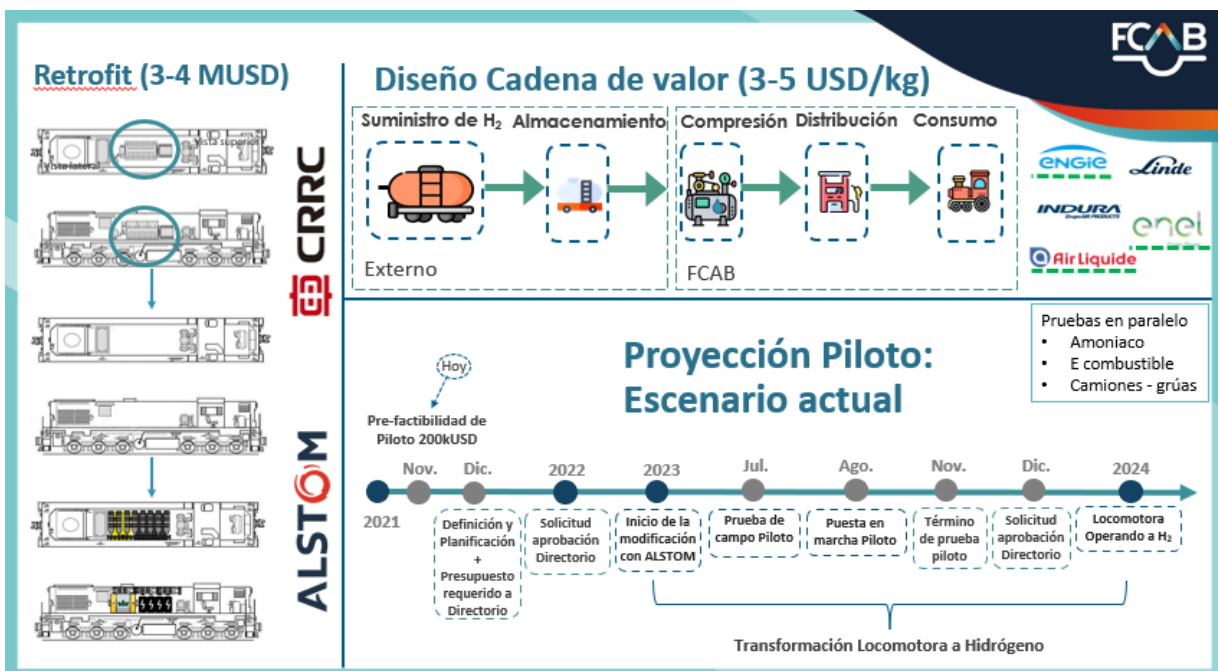 FCAB
Retrofit (3-4 MUSD)
Vista superior
Vista lateral
CRRC
ALSTOM
Diseño Cadena de valor (3-5 USD/kg)
Suministro de H₂
Almacenamiento
Compresión
Distribución
Consumo
Externo
FCAB
ENGIE
Linde
INDURA
Grupo AIR PRODUCTS
enel
Air Liquide
Proyección Piloto:
Escenario actual
Pruebas en paralelo
• Amoniaco
• E combustible
• Camiones - grúas
Hoy
Pre-factibilidad de
Piloto 200kUSD
Nov.
Dic.
2022
2023
Jul.
Ago.
Nov.
Dic.
2024
2021
Definición y
Planificación
+
Presupuesto
requerido a
Directorio
Solicitud
aprobación
Directorio
Inicio de la
modificación
con ALSTOM
Prueba de
campo Piloto
Puesta en
marcha Piloto
Término
de prueba
piloto
Solicitud
aprobación
Directorio
Locomotora
Operando a H₂
Transformación Locomotora a Hidrógeno